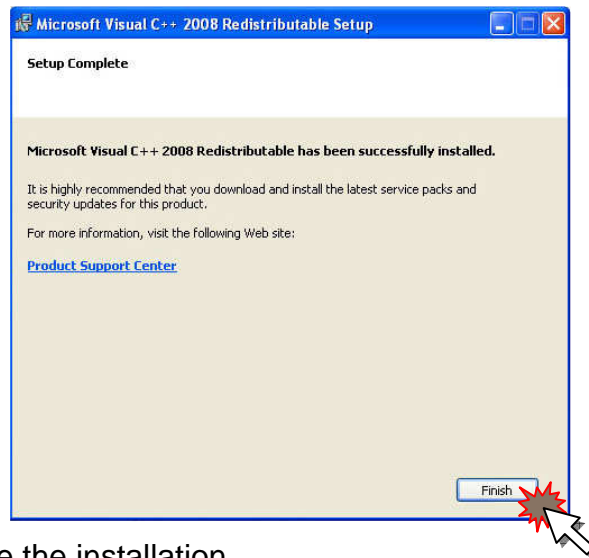 Microsoft Visual C++ 2008 Redistributable Setup
Setup Complete
Microsoft Visual C++ 2008 Redistributable has been successfully installed.
It is highly recommended that you download and install the latest service packs and
security updates for this product.
For more information, visit the following Web site:
Product Support Center
Finish
e the installation